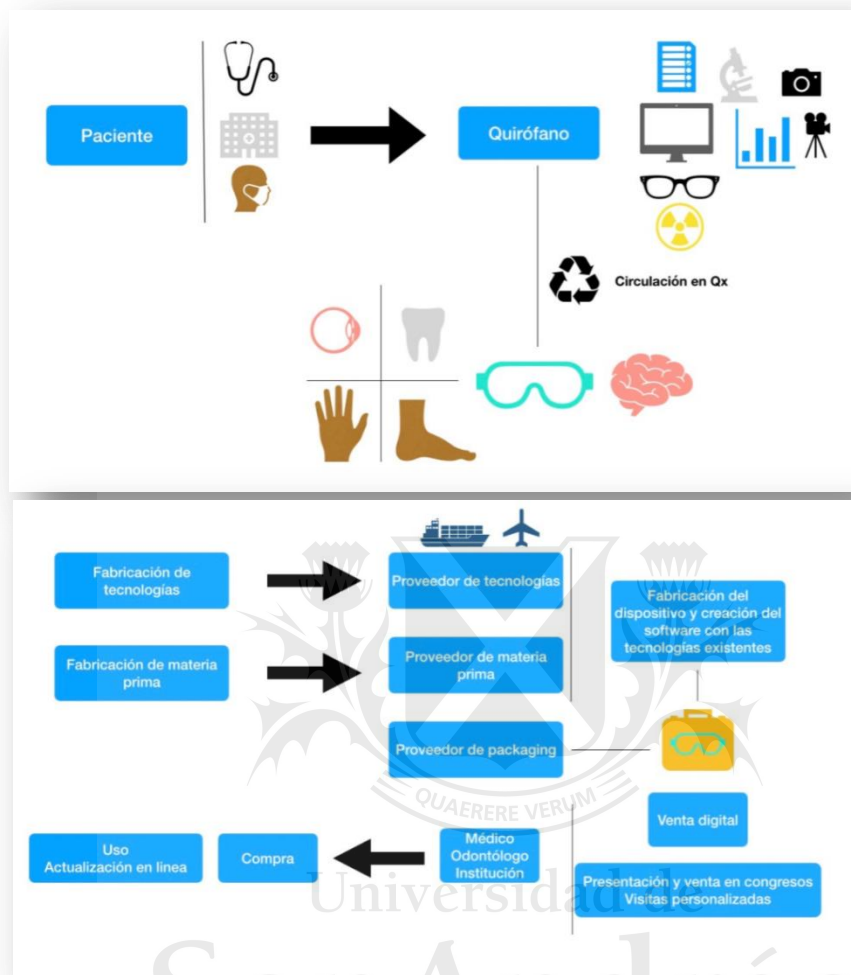 Paciente
Quirófano
Circulación en Qx
Fabricación de
tecnologías
Proveedor de tecnologías
Fabricación del
dispositivo y creación del
software con las
tecnologías existentes
Fabricación de materia
prima
Proveedor de materia
prima
Proveedor de packaging
QUAERERE VERUM
Venta digital
Uso
Actualización en linea
Compra
Médico
Odontólogo
Institución
Presentación y venta en congresos
Visitas personalizadas
Universidad de